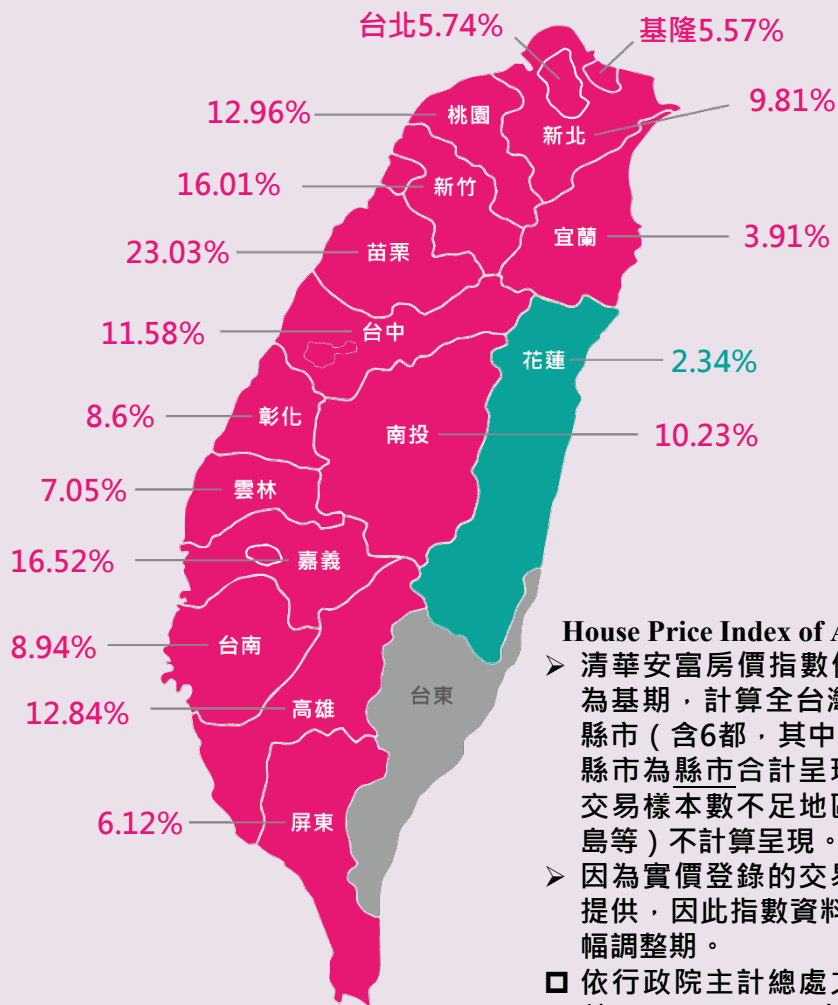 台北5.74%
基隆5.57%
12.96%
桃園
新北
9.81%
16.01%
新竹
宜蘭
3.91%
23.03%
苗栗
11.58%
台中
花蓮
2.34%
8.6%
彰化
南投
10.23%
7.05%
雲林
16.52%
嘉義
8.94%
台南
台東
12.84%
高雄
6.12%
屏東
House Price Index of
➢ 清華安富房價指數
為基期，計算全台灣
縣市（含6都，其中
縣市為縣市合計呈現
交易樣本數不足地區
島等）不計算呈現。
➢ 因為實價登錄的交易
提供，因此指數資料
幅調整期。
依行政院主計總處